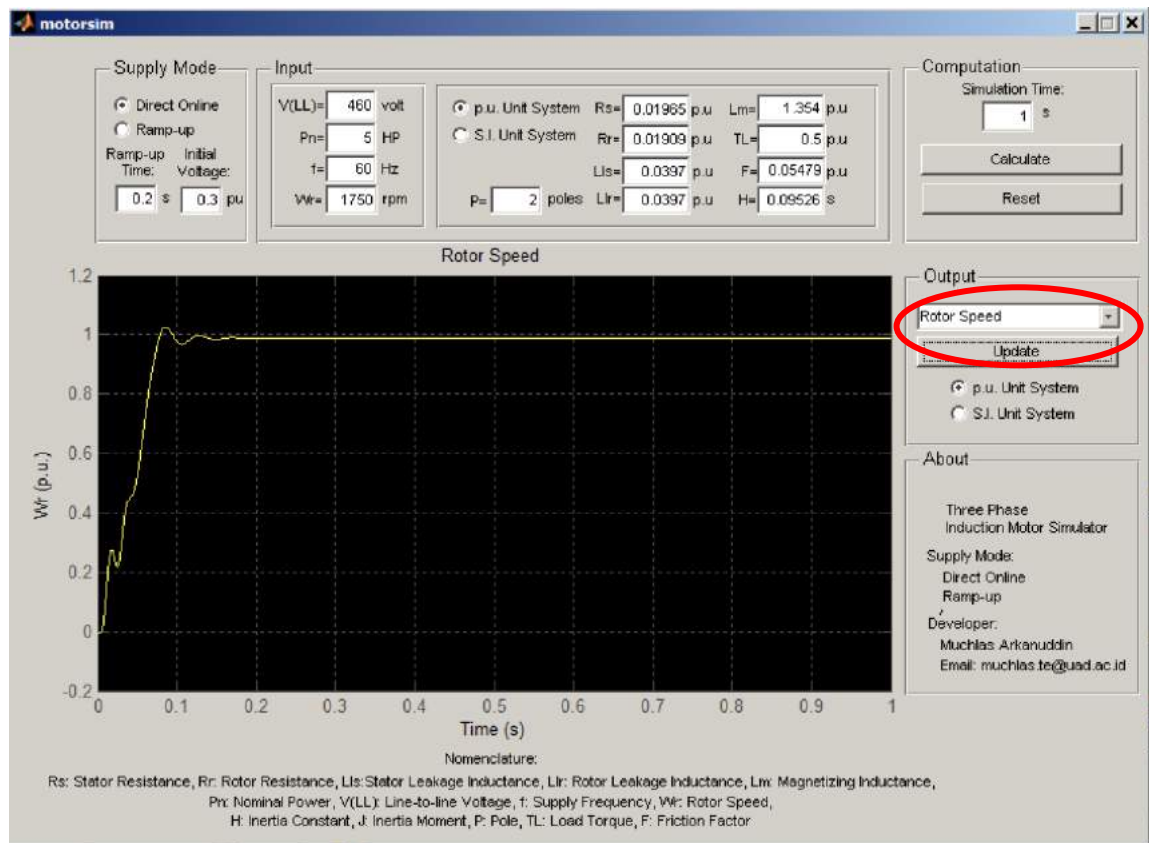 motorsim
Supply Mode
Direct Online
Ramp-up
Ramp-up Time:
Initial Voltage:
0.2 s
0.3 pu
Input
V(LL)= 460 volt
Pn= 5 HP
f= 60 Hz
Wr= 1750 rpm
p.u. Unit System
S.I. Unit System
P= 2 poles
Rs= 0.01965 p.u
Rr= 0.01909 p.u
Lls= 0.0397 p.u
Llr= 0.0397 p.u
Lm= 1.354 p.u
TL= 0.5 p.u
F= 0.05479 p.u
H= 0.09526 s
Computation
Simulation Time:
1 s
Calculate
Reset
Rotor Speed
1.2
1
0.8
0.6
0.4
0.2
0
-0.2
Wr (p.u.)
0 0.1 0.2 0.3 0.4 0.5 0.6 0.7 0.8 0.9 1
Time (s)
Output
Rotor Speed
Update
p.u. Unit System
S.I. Unit System
About
Three Phase
Induction Motor Simulator
Supply Mode:
Direct Online
Ramp-up
Developer:
Muchlas Arkanuddin
Email: muchlas.te@uad.ac.id
Nomenclature:
Rs: Stator Resistance, Rr: Rotor Resistance, Lls:Stator Leakage Inductance, Llr: Rotor Leakage Inductance, Lm: Magnetizing Inductance,
Pn: Nominal Power, V(LL): Line-to-line Voltage, f: Supply Frequency, Wr: Rotor Speed,
H: Inertia Constant, J: Inertia Moment, P: Pole, TL: Load Torque, F: Friction Factor